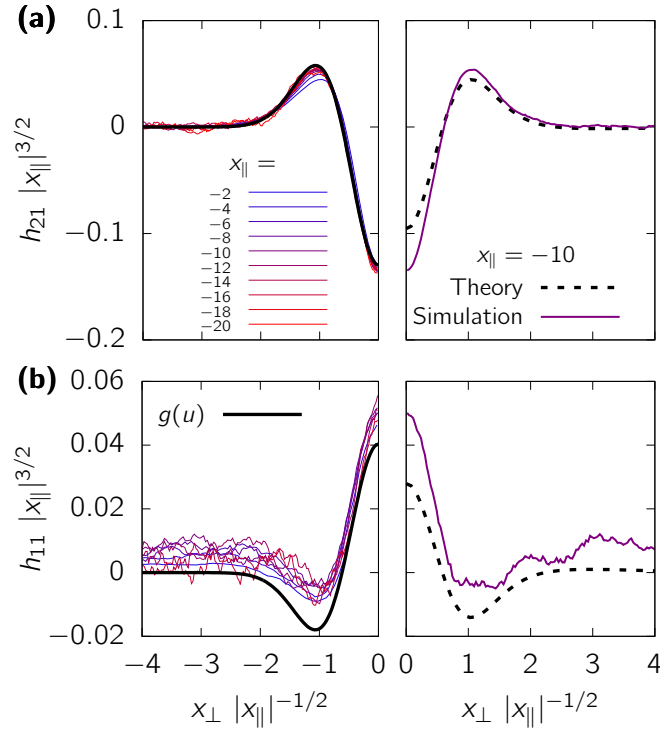 (a)
0.1
0
−0.1
−0.2
h21 |x∥|^3/2
x∥ =
−2
−4
−6
−8
−10
−12
−14
−16
−18
−20
x∥ = −10
Theory
Simulation
(b)
0.06
0.04
0.02
0
−0.02
h11 |x∥|^3/2
g(u)
−4 −3 −2 −1 0
0 1 2 3 4
x⊥ |x∥|^−1/2
x⊥ |x∥|^−1/2